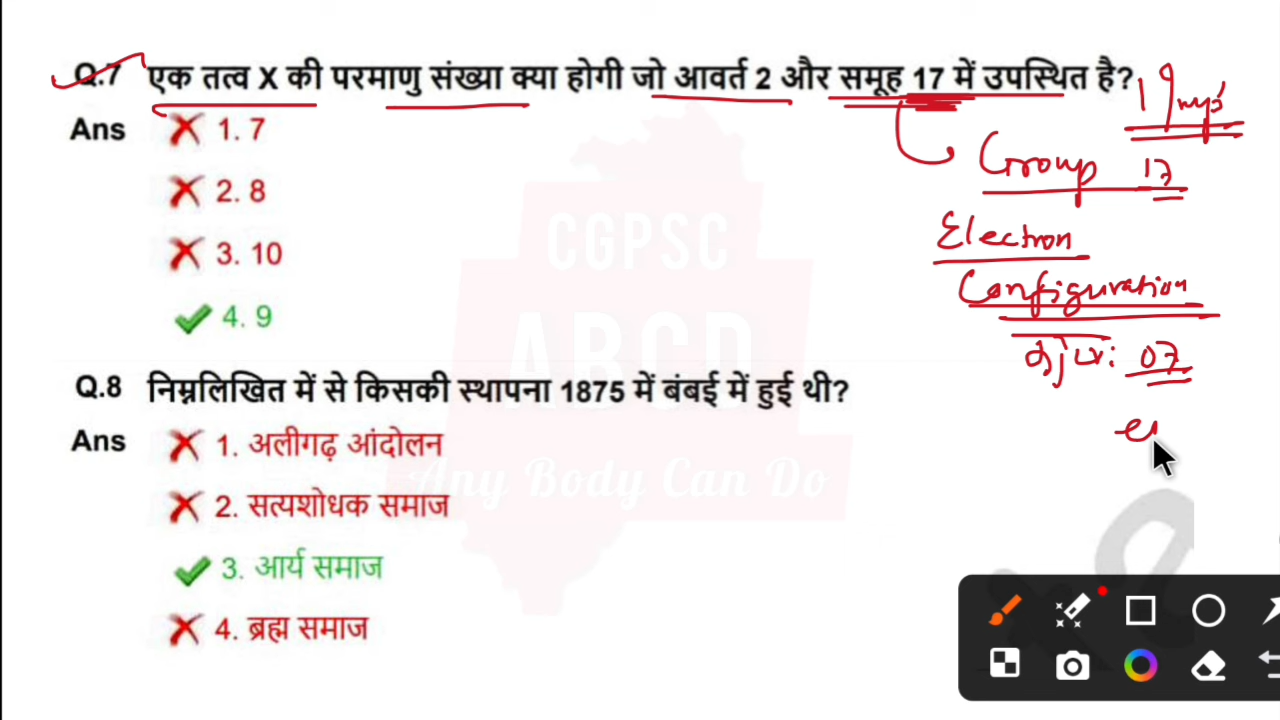 Q.7 एक तत्व X की परमाणु संख्या क्या होगी जो आवर्त 2 और समूह 17 में उपस्थित है?
Ans 1. 7
2. 8
3. 10
4. 9
Group 17
Electron
Configuration
07
Q.8 निम्नलिखित में से किसकी स्थापना 1875 में बंबई में हुई थी?
Ans 1. अलीगढ़ आंदोलन
2. सत्यशोधक समाज
3. आर्य समाज
4. ब्रह्म समाज
CGPSC
ABCD
Any Body Can Do